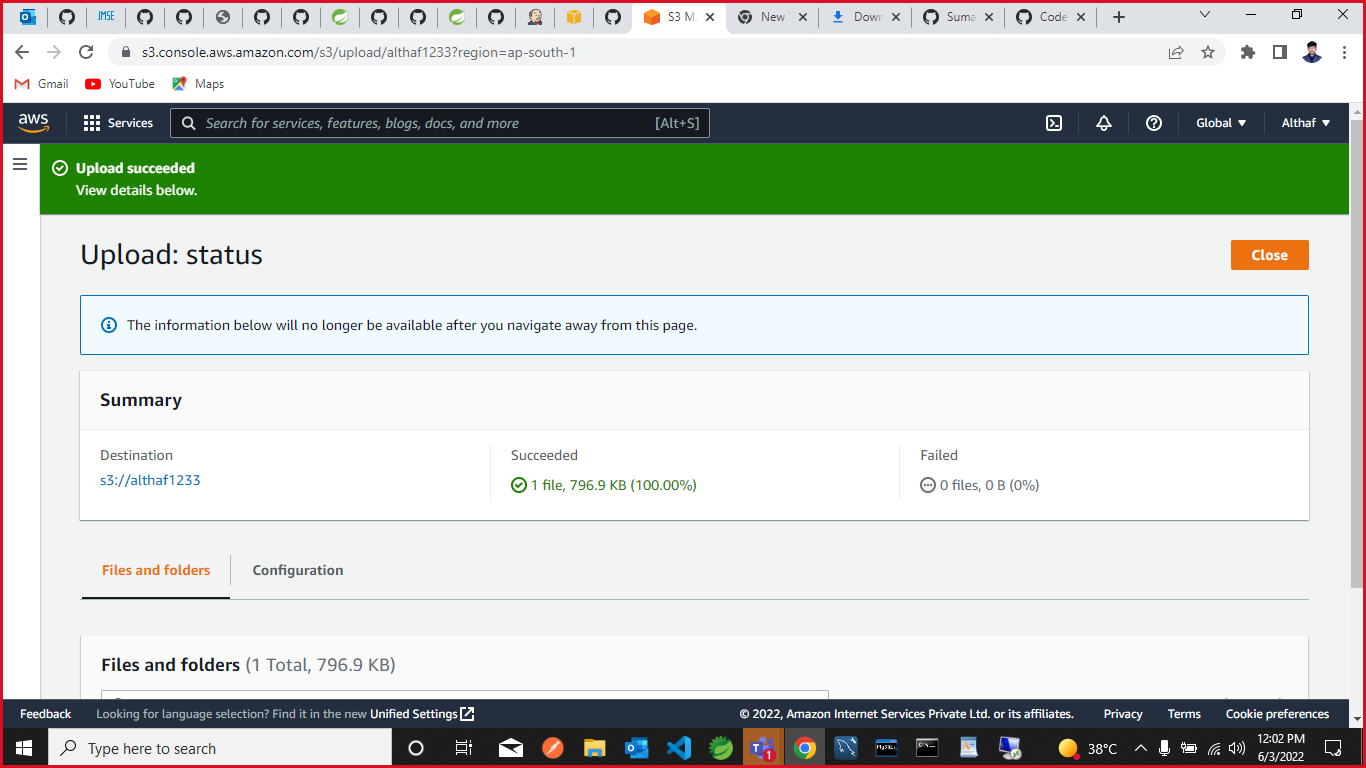 JMSE
S3 M
New
Down
Suma
Code
s3.console.aws.amazon.com/s3/upload/althaf1233?region=ap-south-1
Gmail
YouTube
Maps
aws
Services
Search for services, features, blogs, docs, and more
[Alt+S]
Global
Althaf
Upload succeeded
View details below.
Upload: status
Close
The information below will no longer be available after you navigate away from this page.
Summary
Destination
s3://althaf1233
Succeeded
1 file, 796.9 KB (100.00%)
Failed
0 files, 0 B (0%)
Files and folders
Configuration
Files and folders (1 Total, 796.9 KB)
Feedback
Looking for language selection? Find it in the new Unified Settings
© 2022, Amazon Internet Services Private Ltd. or its affiliates.
Privacy
Terms
Cookie preferences
Type here to search
38°C
12:02 PM
6/3/2022